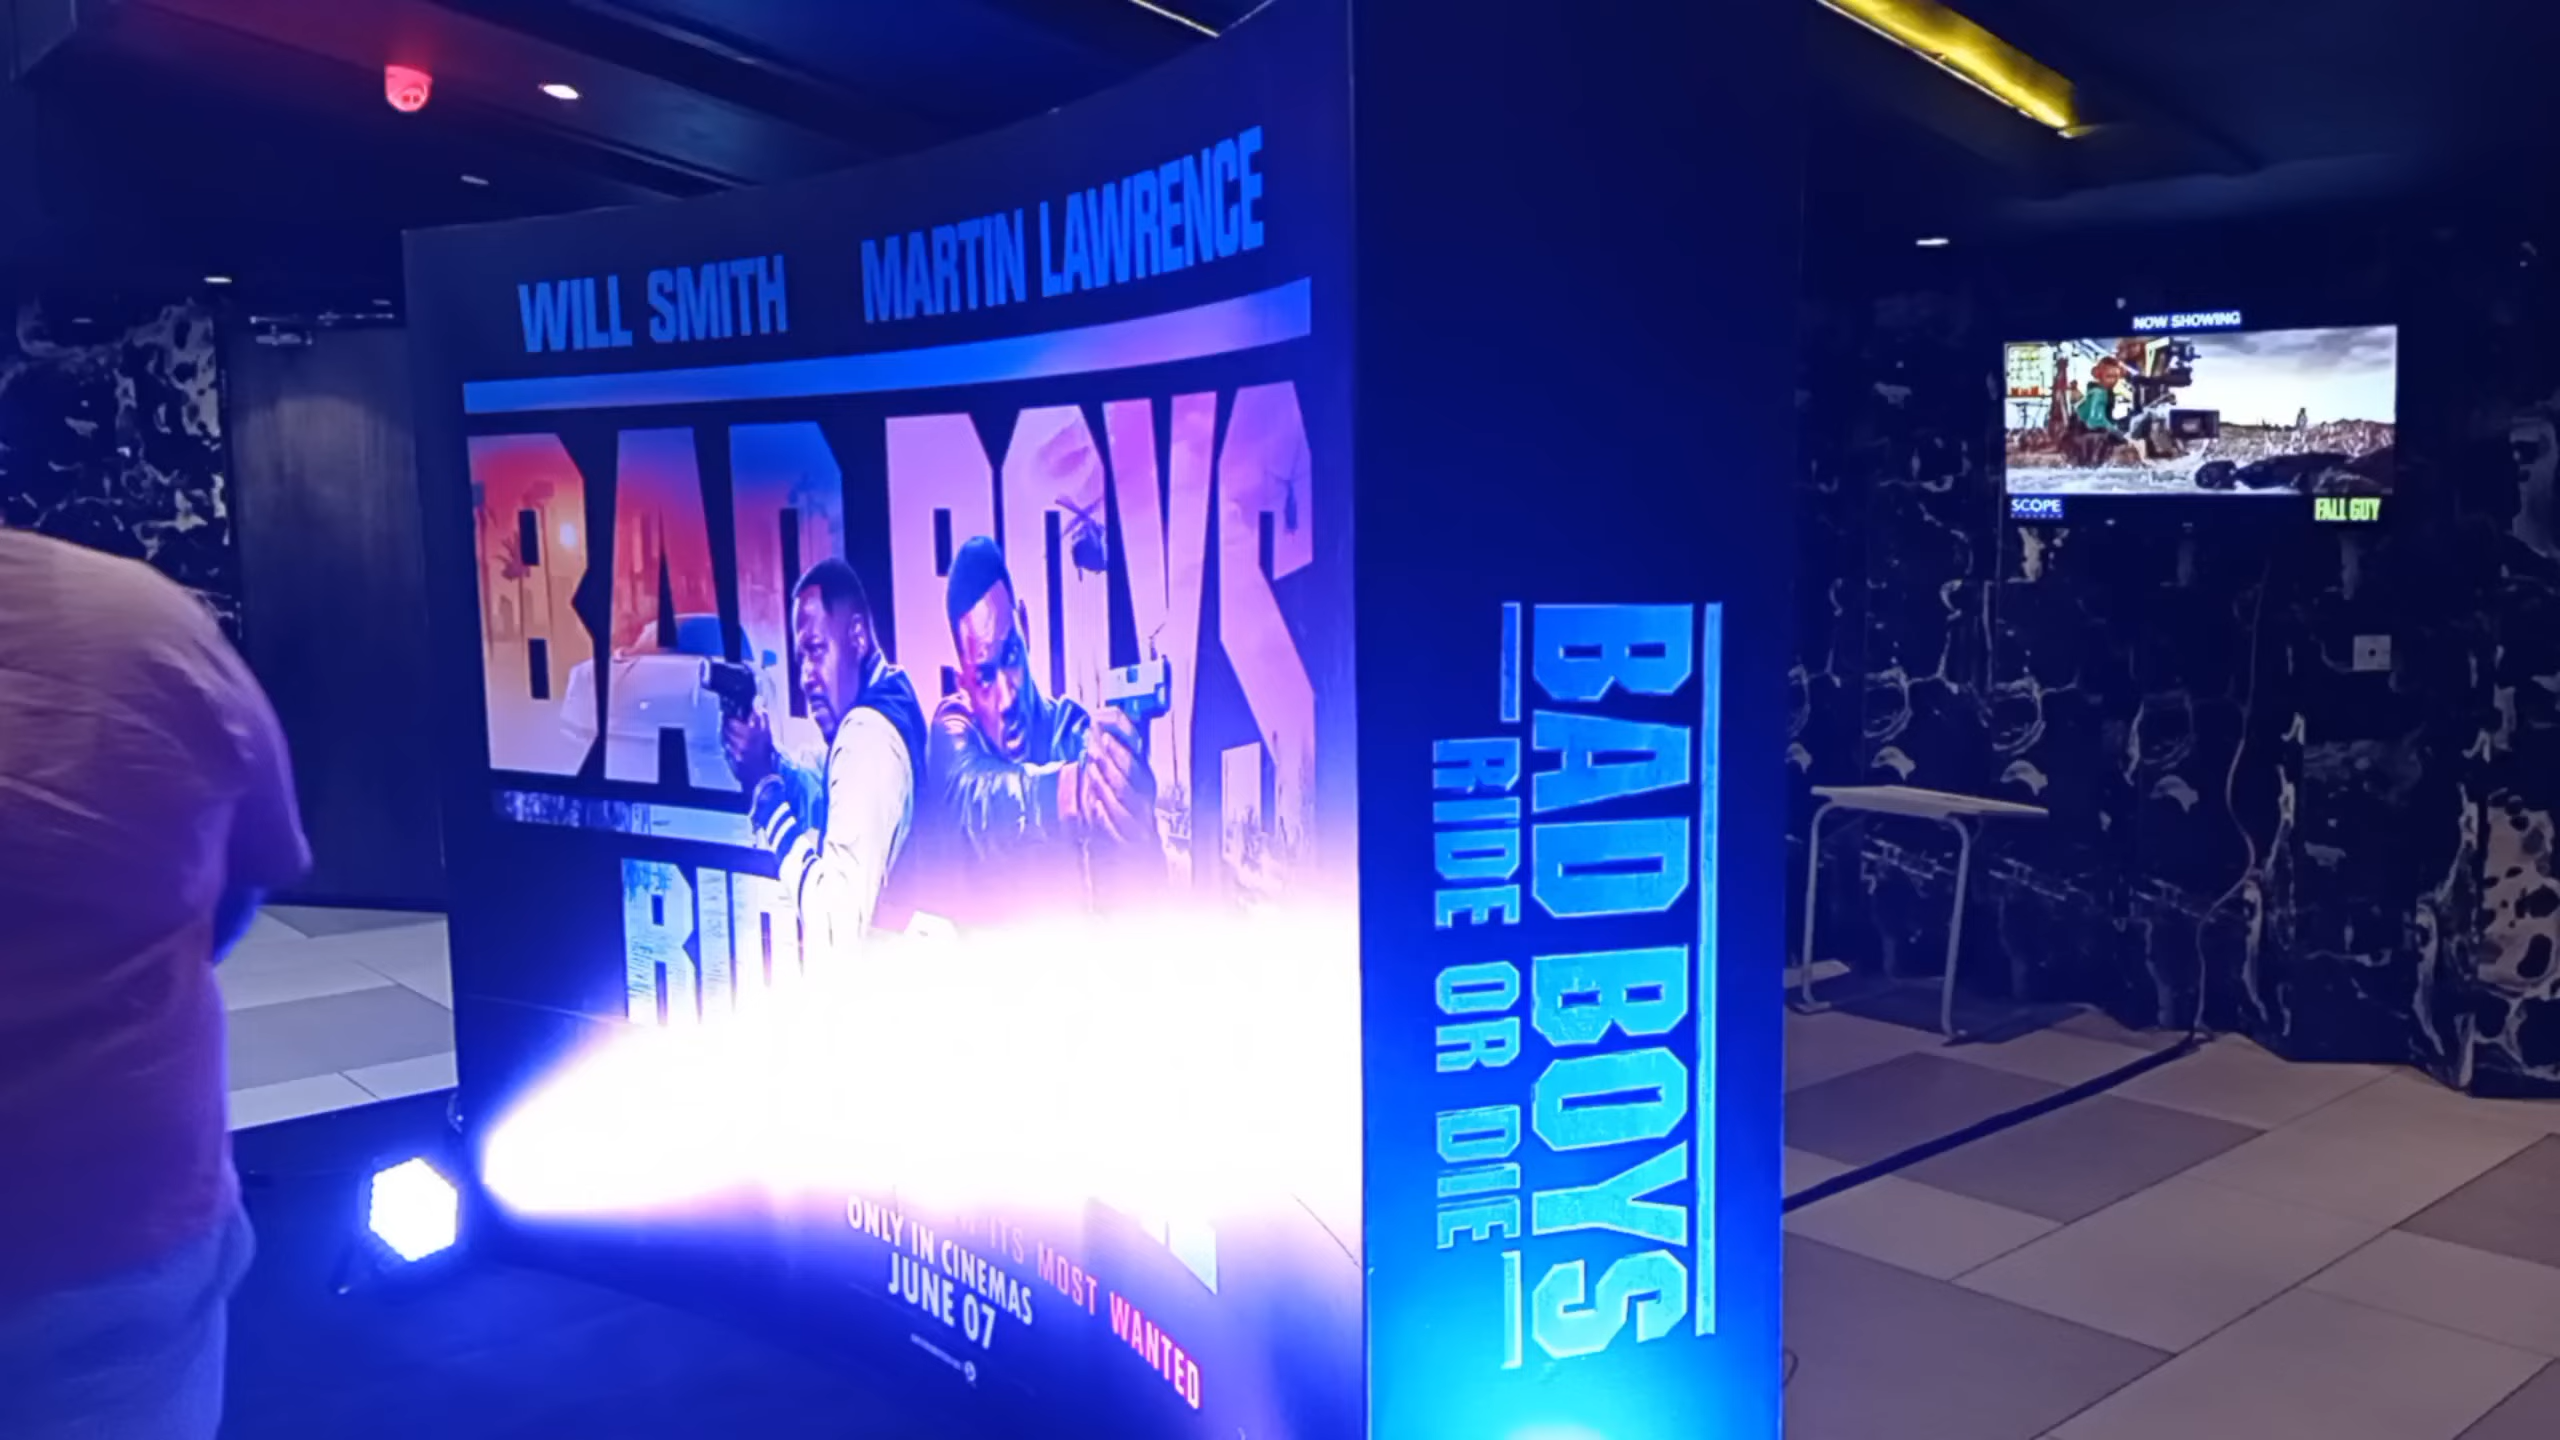 WILL SMITH MARTIN LAWRENCE
BAD BOYS
ITS MOST WANTED
ONLY IN CINEMAS
JUNE 07
BAD BOYS
RIDE OR DIE
NOW SHOWING
SCOPE
FALL GUY